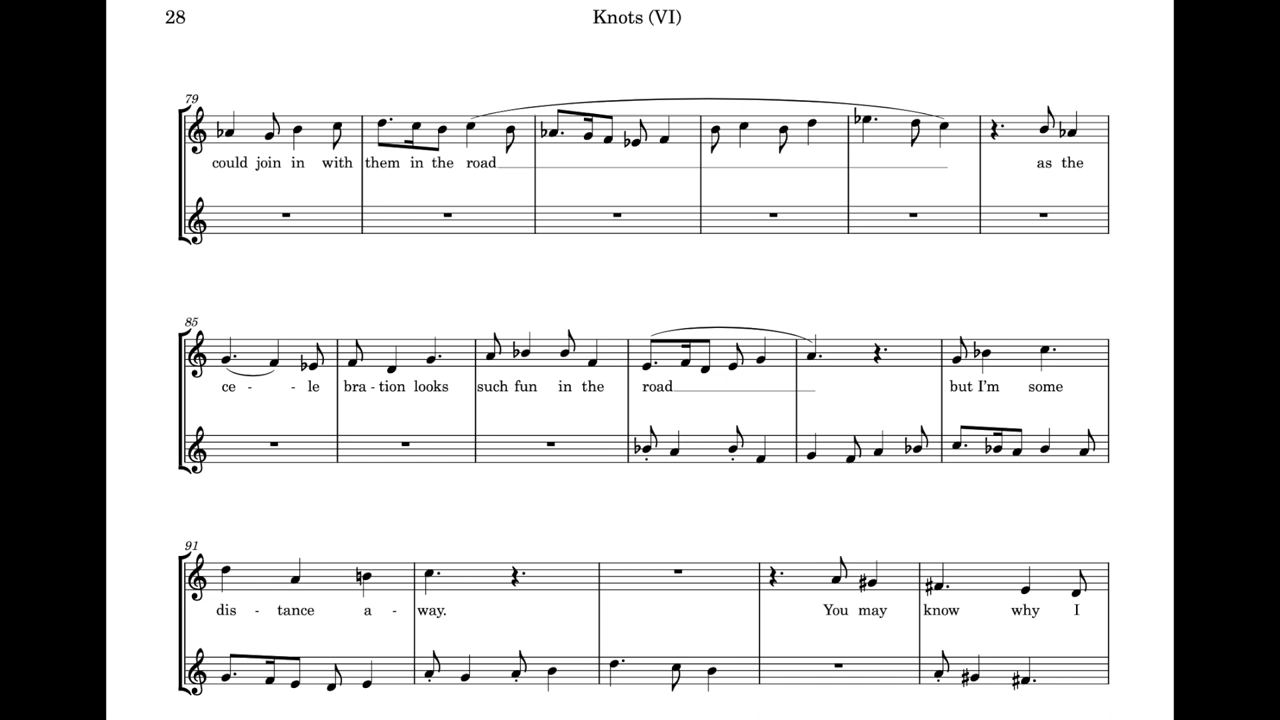 28
Knots (VI)
79
could join in with them in the road as the
85
ce - - le bra - tion looks such fun in the road but I'm some
91
dis - tance a - way. You may know why I